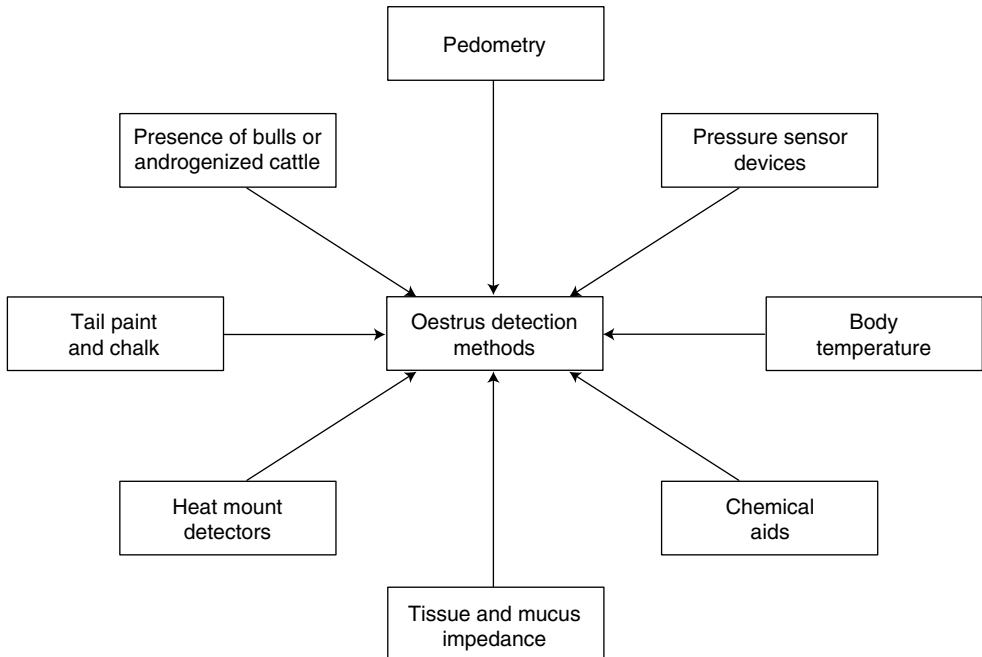 Pedometry
Presence of bulls or
androgenized cattle
Pressure sensor
devices
Tail paint
and chalk
Oestrus detection
methods
Body
temperature
Heat mount
detectors
Chemical
aids
Tissue and mucus
impedance